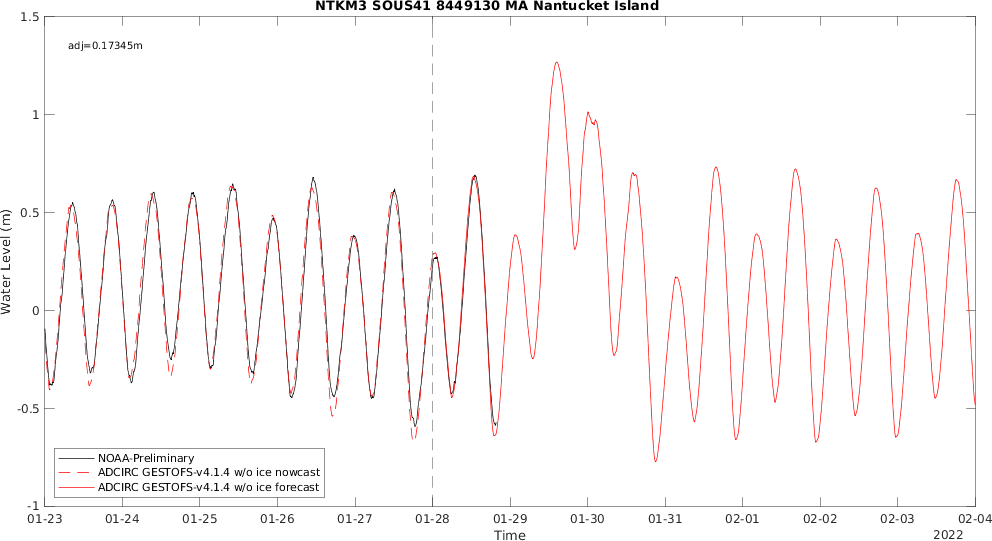 NTKM3 SOUS41 8449130 MA Nantucket Island
1.5
adj=0.17345m
1
0.5
Water Level (m)
0
-0.5
NOAA-Preliminary
ADCIRC GESTOFS-v4.1.4 w/o ice nowcast
ADCIRC GESTOFS-v4.1.4 w/o ice forecast
-1
01-23 01-24 01-25 01-26 01-27 01-28 01-29 01-30 01-31 02-01 02-02 02-03 02-04
Time
2022